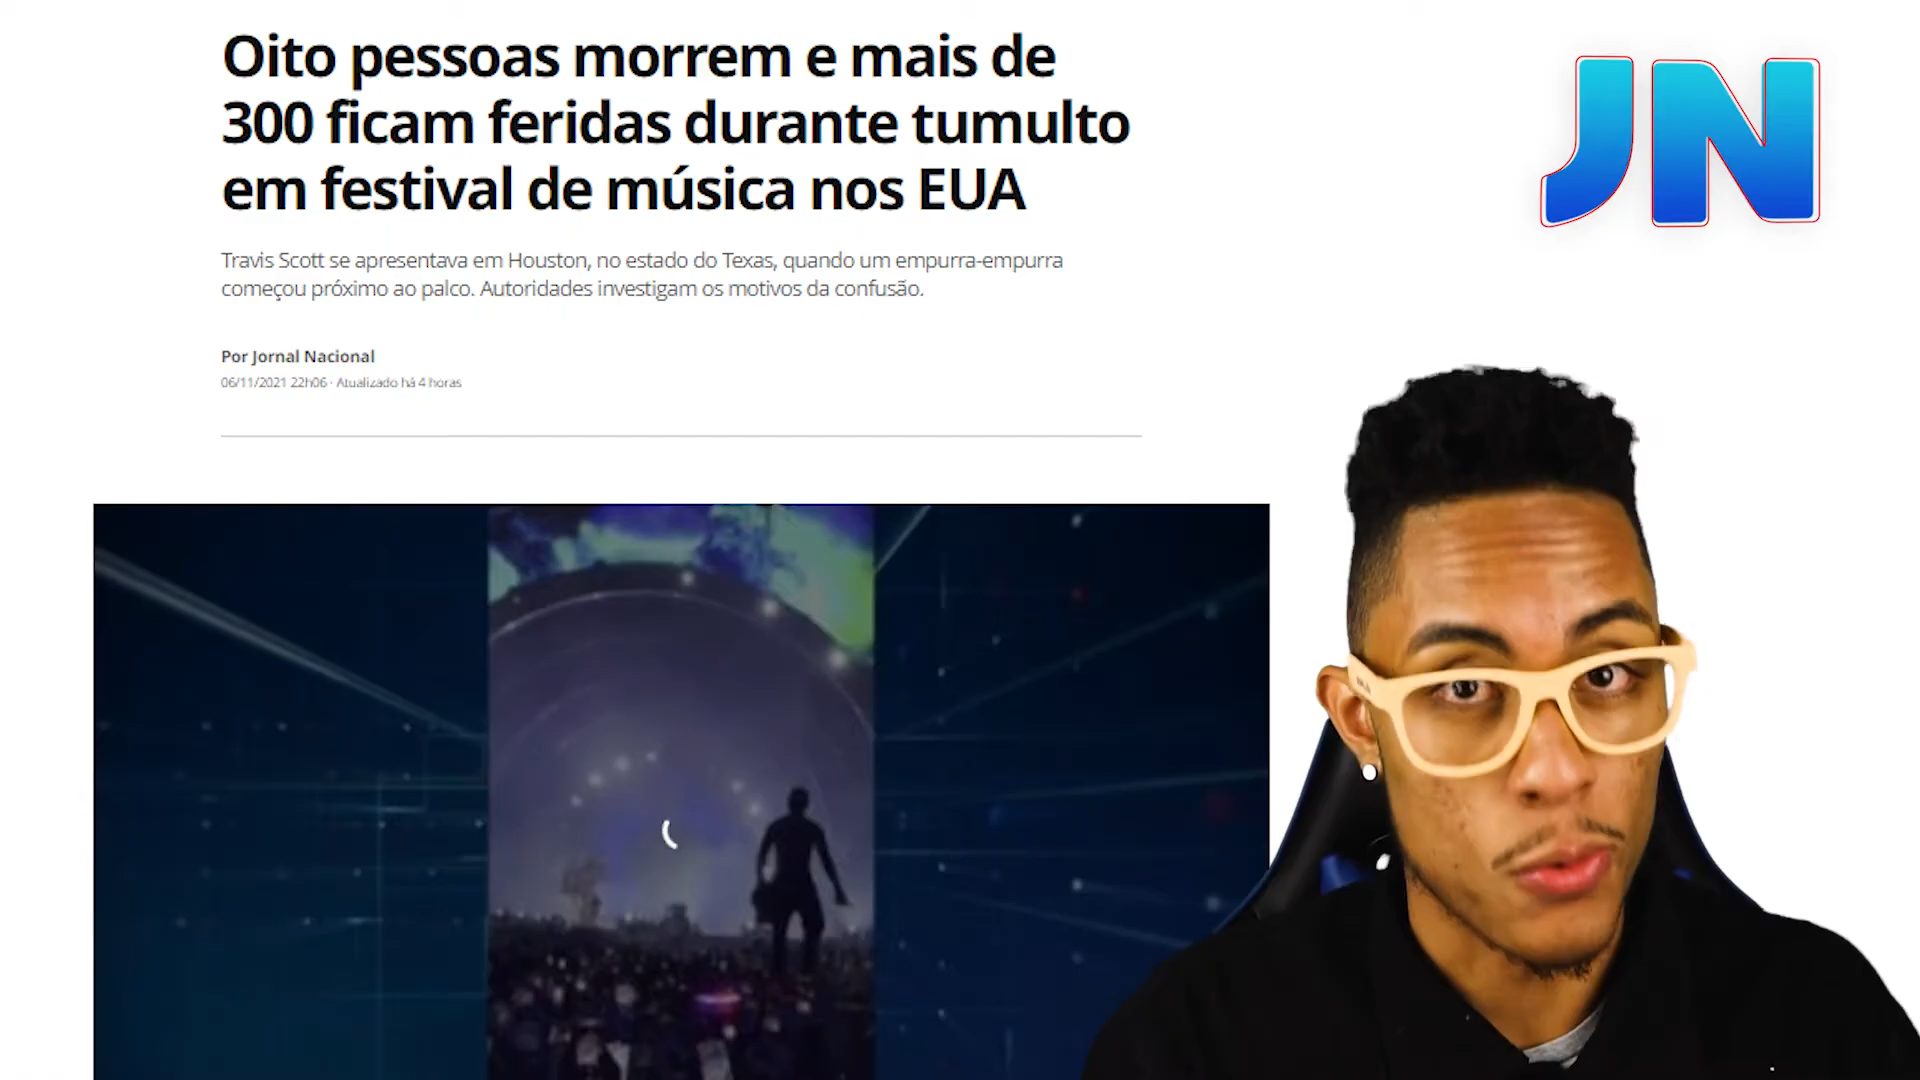 Oito pessoas morrem e mais de
300 ficam feridas durante tumulto
em festival de música nos EUA
JN
Travis Scott se apresentava em Houston, no estado do Texas, quando um empurra-empurra
começou próximo ao palco. Autoridades investigam os motivos da confusão.
Por Jornal Nacional
06/11/2021 22h06 · Atualizado há 4 horas